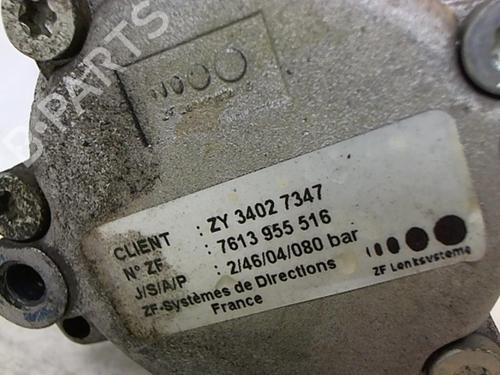 B-PARTS
CLIENT : ZY 3402 7347
N° ZF : 7613 955 516
J/S/A/P : 2/46/04/080 bar
ZF-Systèmes de Directions
France
ZF Lenksysteme